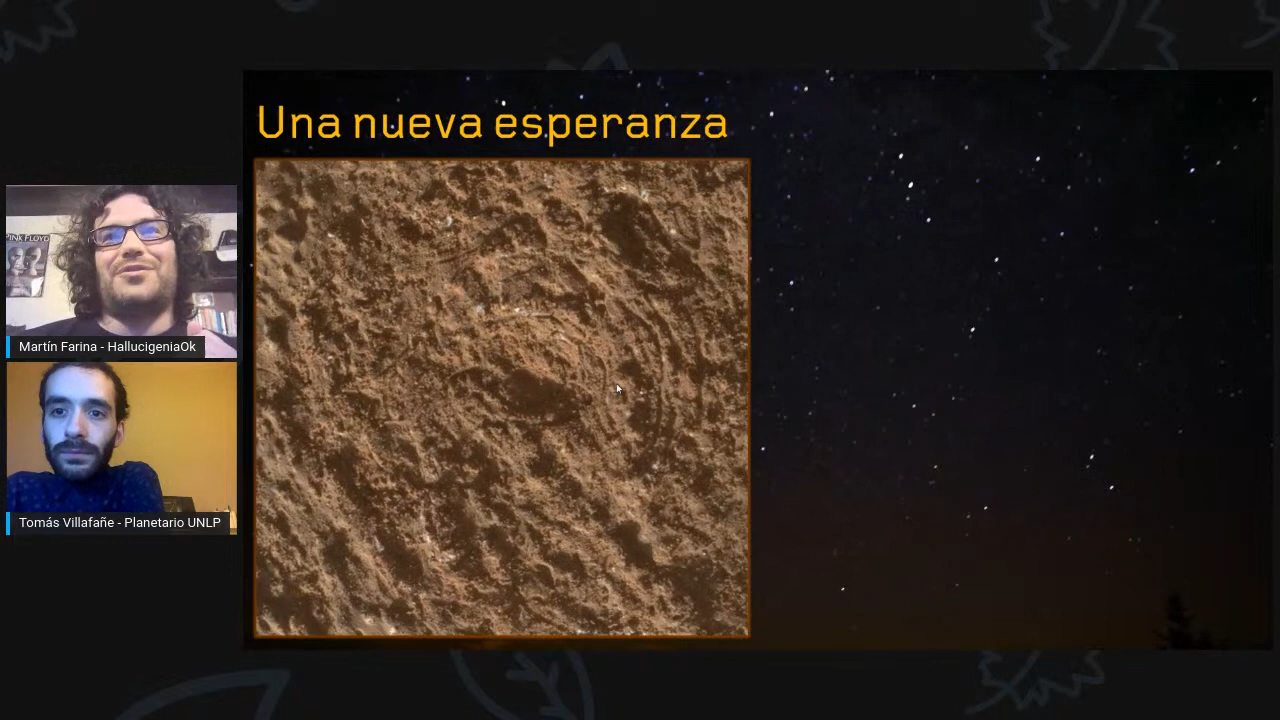 Una nueva esperanza
PINK FLOYD
Martín Farina - HallucigeniaOk
Tomás Villafañe - Planetario UNLP